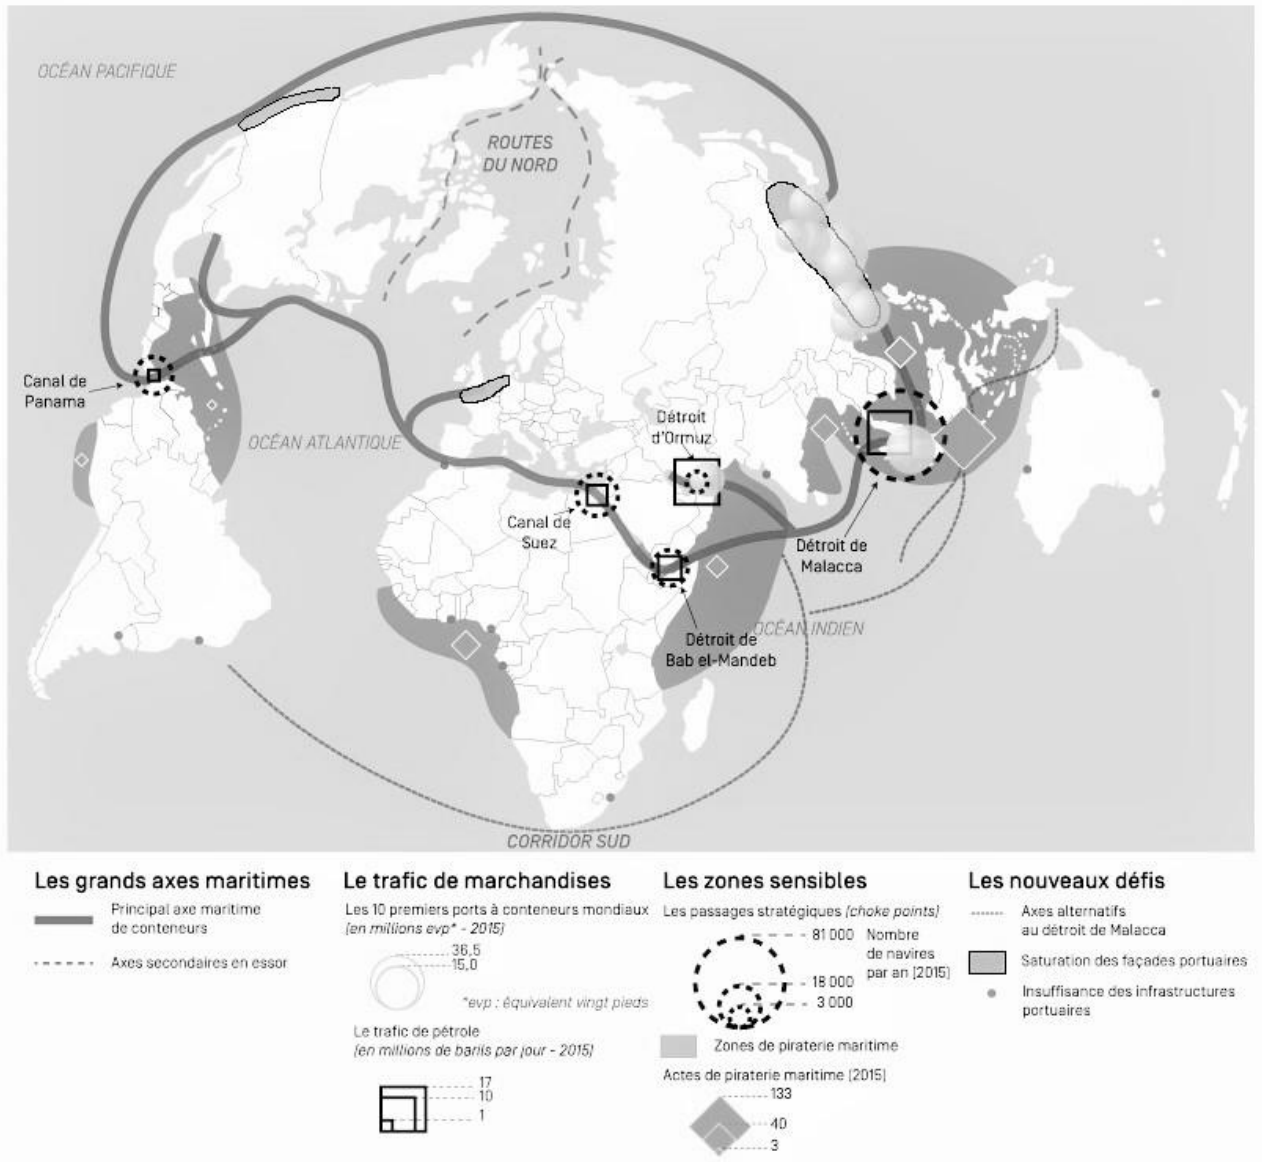 OCÉAN PACIFIQUE
ROUTES
DU NORD
Canal de
Panama
OCÉAN ATLANTIQUE
Détroit
d'Ormuz
Canal de
Suez
Détroit de
Malacca
OCÉAN INDIEN
Détroit de
Bab el-Mandeb
CORRIDOR SUD
Les grands axes maritimes
Principal axe maritime
de conteneurs
Axes secondaires en essor
Le trafic de marchandises
Les 10 premiers ports à conteneurs mondiaux
(en millions evp* - 2015)
36,5
15,0
*evp : équivalent vingt pieds
Le trafic de pétrole
(en millions de barils par jour - 2015)
17
10
1
Les zones sensibles
Les passages stratégiques (choke points)
81 000
Nombre
de navires
par an (2015)
18 000
3 000
Zones de piraterie maritime
Actes de piraterie maritime (2015)
133
40
3
Les nouveaux défis
Axes alternatifs
au détroit de Malacca
Saturation des façades portuaires
Insuffisance des infrastructures
portuaires